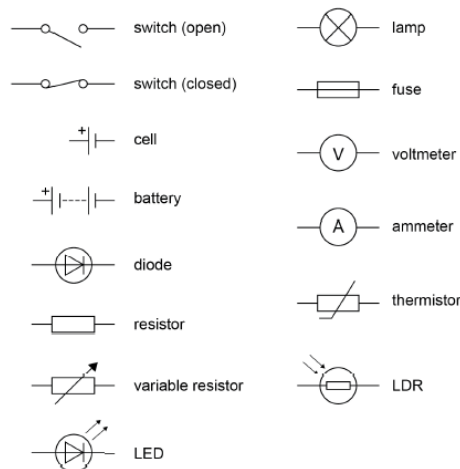 switch (open)
switch (closed)
+
cell
+
battery
diode
resistor
variable resistor
LED
lamp
fuse
V
voltmeter
A
ammeter
thermistor
LDR